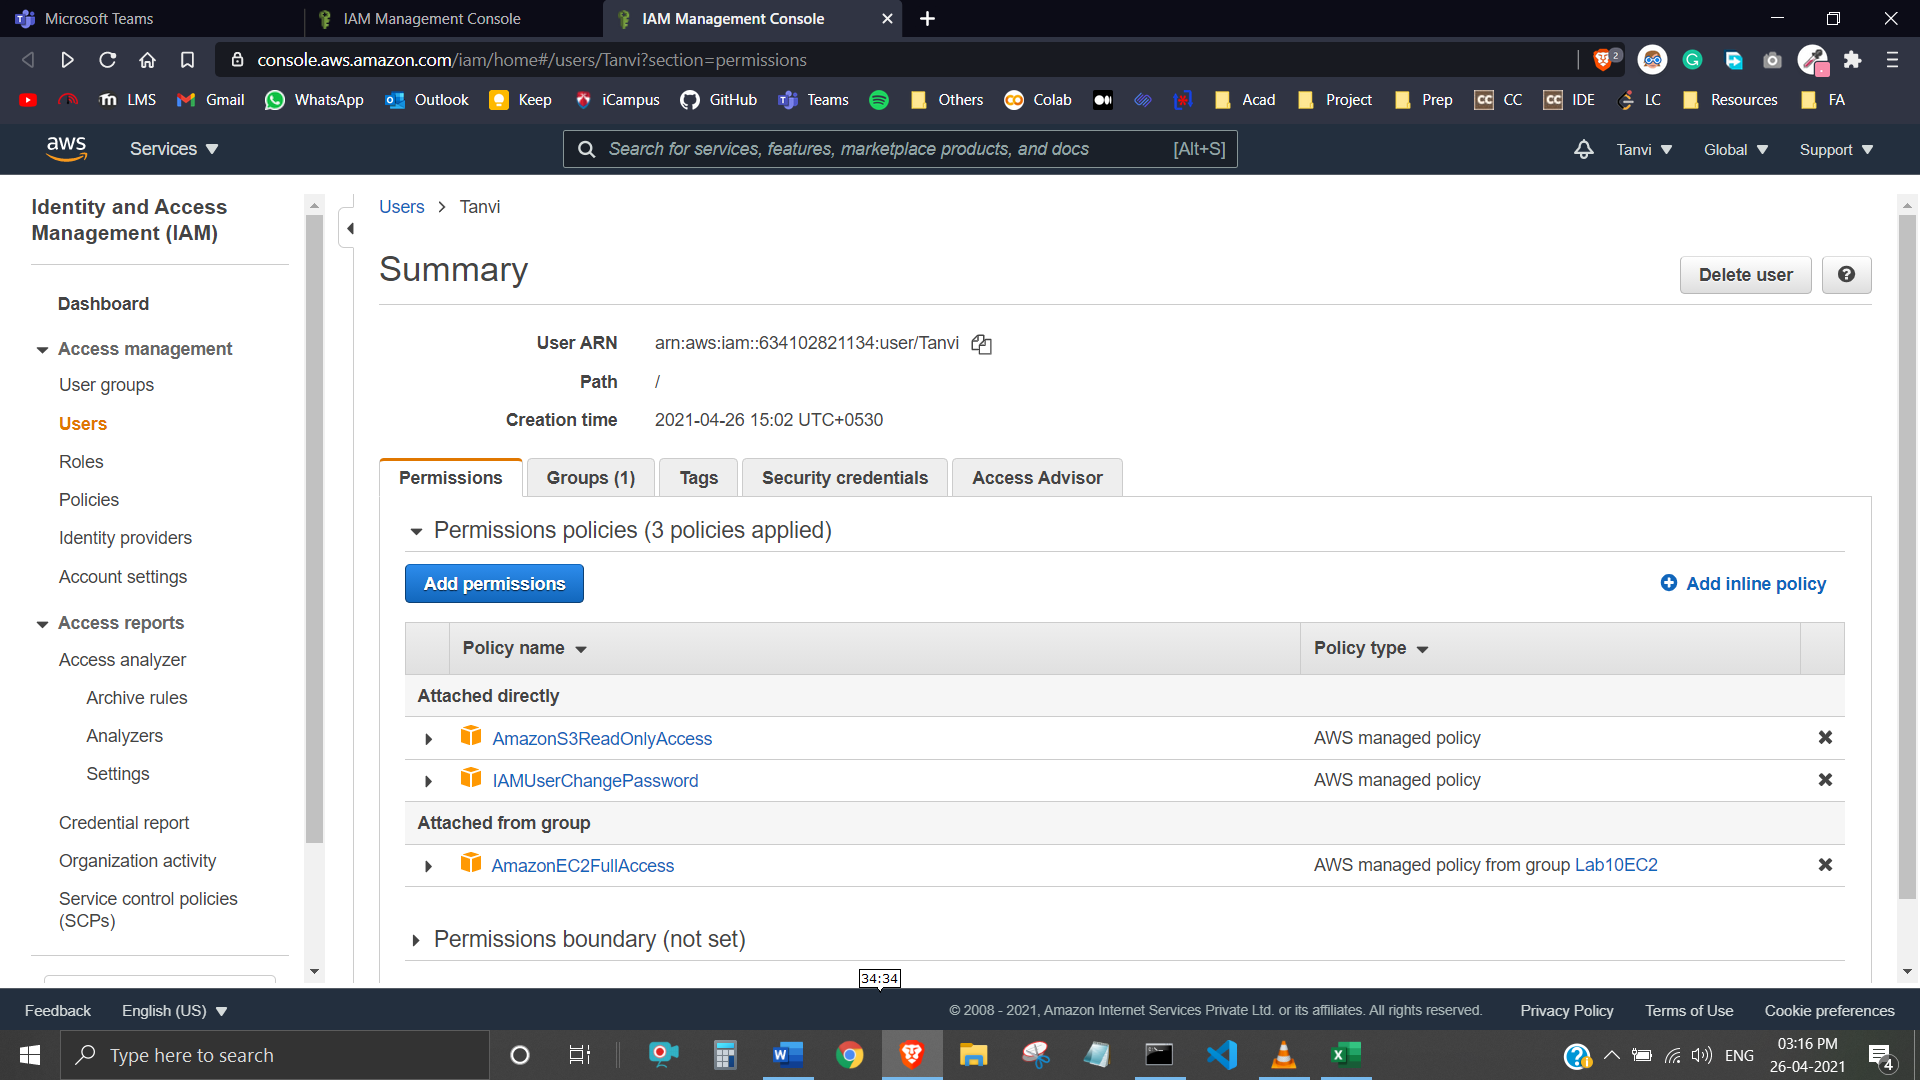 Microsoft Teams
IAM Management Console
IAM Management Console
console.aws.amazon.com/iam/home#/users/Tanvi?section=permissions
2
LMS
Gmail
WhatsApp
Outlook
Keep
iCampus
GitHub
Teams
Others
Colab
Acad
Project
Prep
CC CC
CC IDE
LC
Resources
FA
aws
Services
Search for services, features, marketplace products, and docs
[Alt+S]
Tanvi
Global
Support
Identity and Access
Management (IAM)
Dashboard
Access management
User groups
Users
Roles
Policies
Identity providers
Account settings
Access reports
Access analyzer
Archive rules
Analyzers
Settings
Credential report
Organization activity
Service control policies
(SCPs)
Users > Tanvi
Summary
Delete user
?
User ARN arn:aws:iam::634102821134:user/Tanvi
Path /
Creation time 2021-04-26 15:02 UTC+0530
Permissions
Groups (1)
Tags
Security credentials
Access Advisor
Permissions policies (3 policies applied)
Add permissions
Add inline policy
Policy name
Policy type
Attached directly
AmazonS3ReadOnlyAccess AWS managed policy
IAMUserChangePassword AWS managed policy
Attached from group
AmazonEC2FullAccess AWS managed policy from group Lab10EC2
Permissions boundary (not set)
34:34
Feedback
English (US)
© 2008 - 2021, Amazon Internet Services Private Ltd. or its affiliates. All rights reserved.
Privacy Policy
Terms of Use
Cookie preferences
Type here to search
ENG
03:16 PM
26-04-2021
4